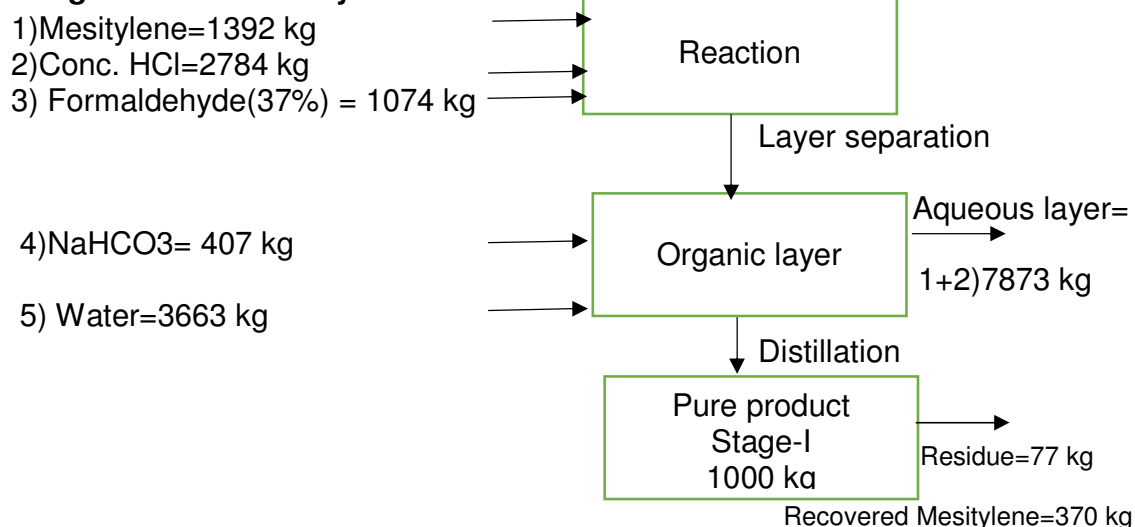 1)Mesitylene=1392 kg
2)Conc. HCl=2784 kg
3) Formaldehyde(37%) = 1074 kg
Reaction
Layer separation
4)NaHCO3= 407 kg
5) Water=3663 kg
Organic layer
Aqueous layer=
1+2)7873 kg
Distillation
Pure product
Stage-I
1000 kg
Residue=77 kg
Recovered Mesitylene=370 kg